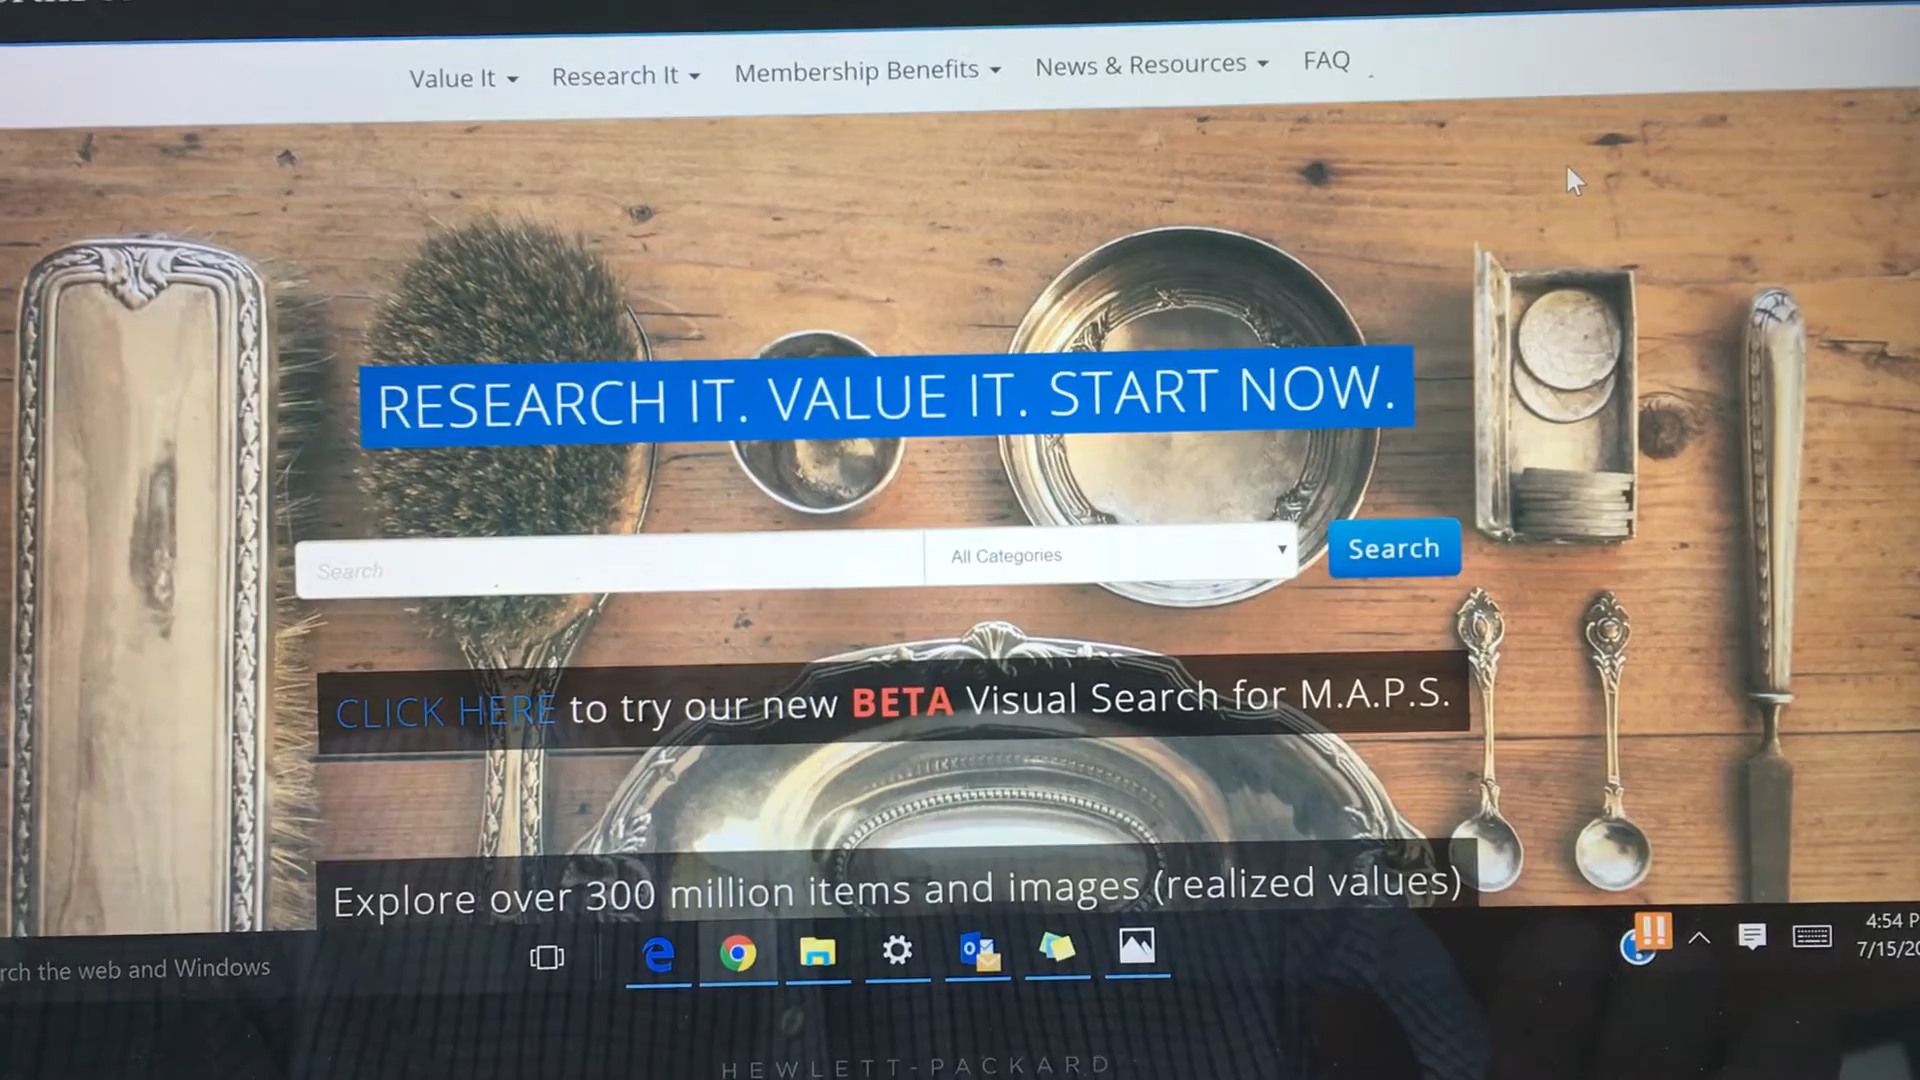 Value It
Research It
Membership Benefits
News & Resources
FAQ
RESEARCH IT. VALUE IT. START NOW.
Search
All Categories
Search
CLICK HERE to try our new BETA Visual Search for M.A.P.S.
Explore over 300 million items and images (realized values)
the web and Windows
4:54 P
7/15/20
HEWLETT-PACKARD